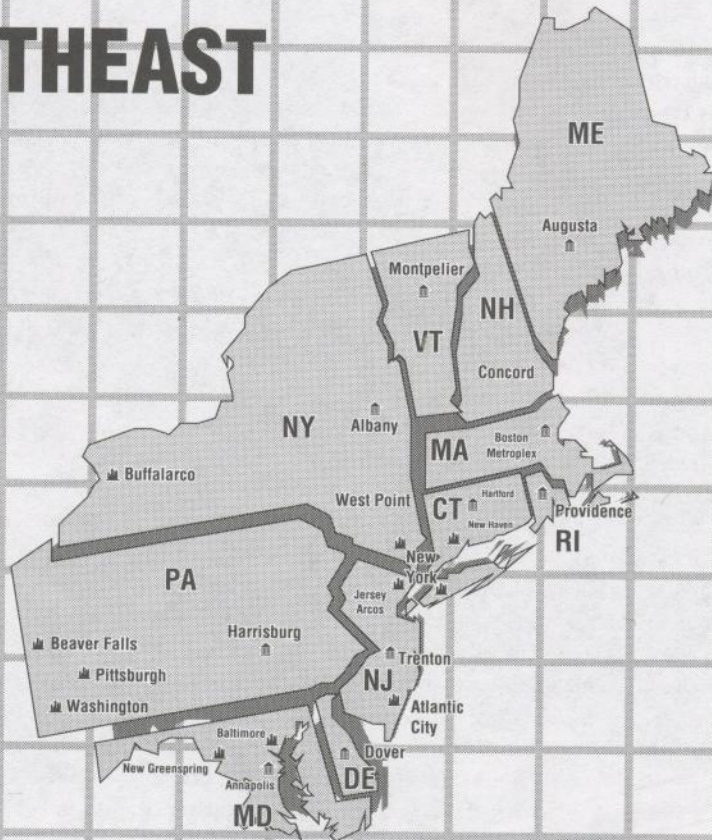 THEAST
ME
Augusta
Montpelier
NH
VT
Concord
NY
Albany
MA
Boston
Metroplex
Buffalarco
West Point
CT
Hartford
New Haven
Providence
RI
New
York
PA
Jersey
Arcos
Harrisburg
Beaver Falls
Trenton
Pittsburgh
NJ
Washington
Atlantic
City
Baltimore
Dover
New Greenspring
DE
Annapolis
MD